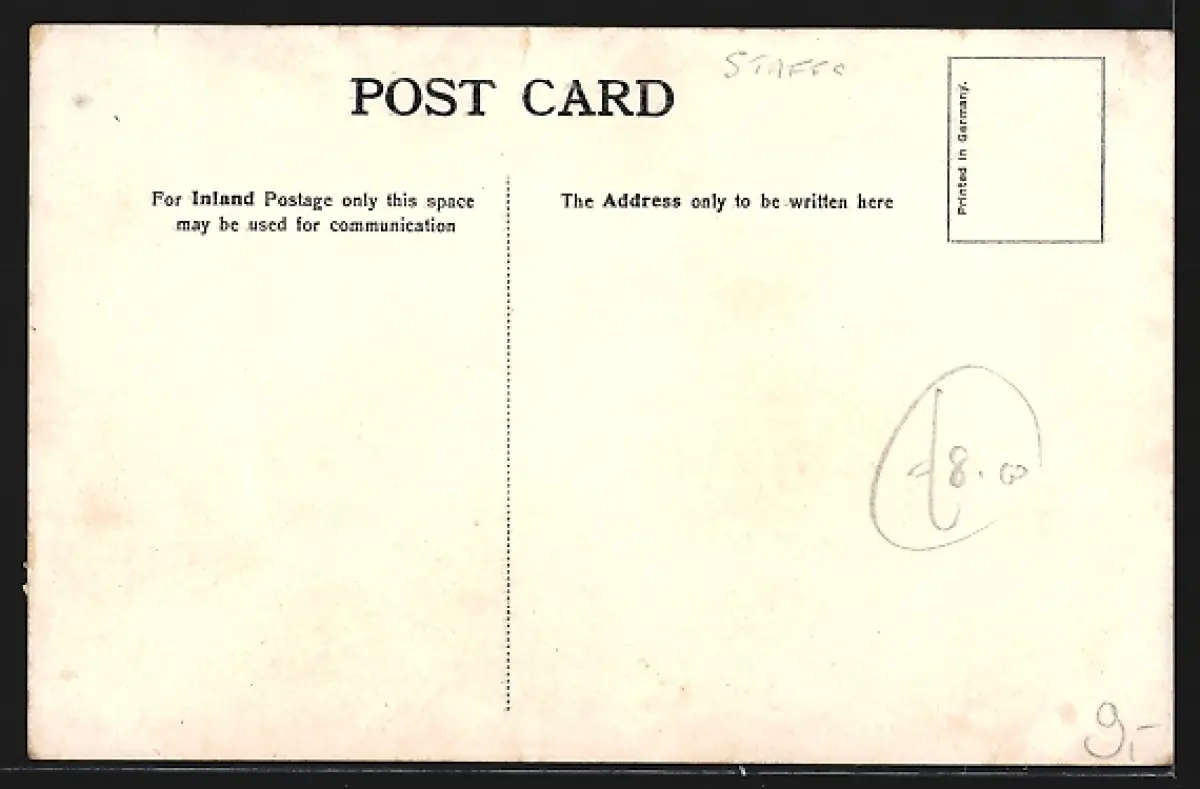 STAFFS
POST CARD
Printed in Germany.
For Inland Postage only this space
may be used for communication
The Address only to be written here
£8.00
9,-